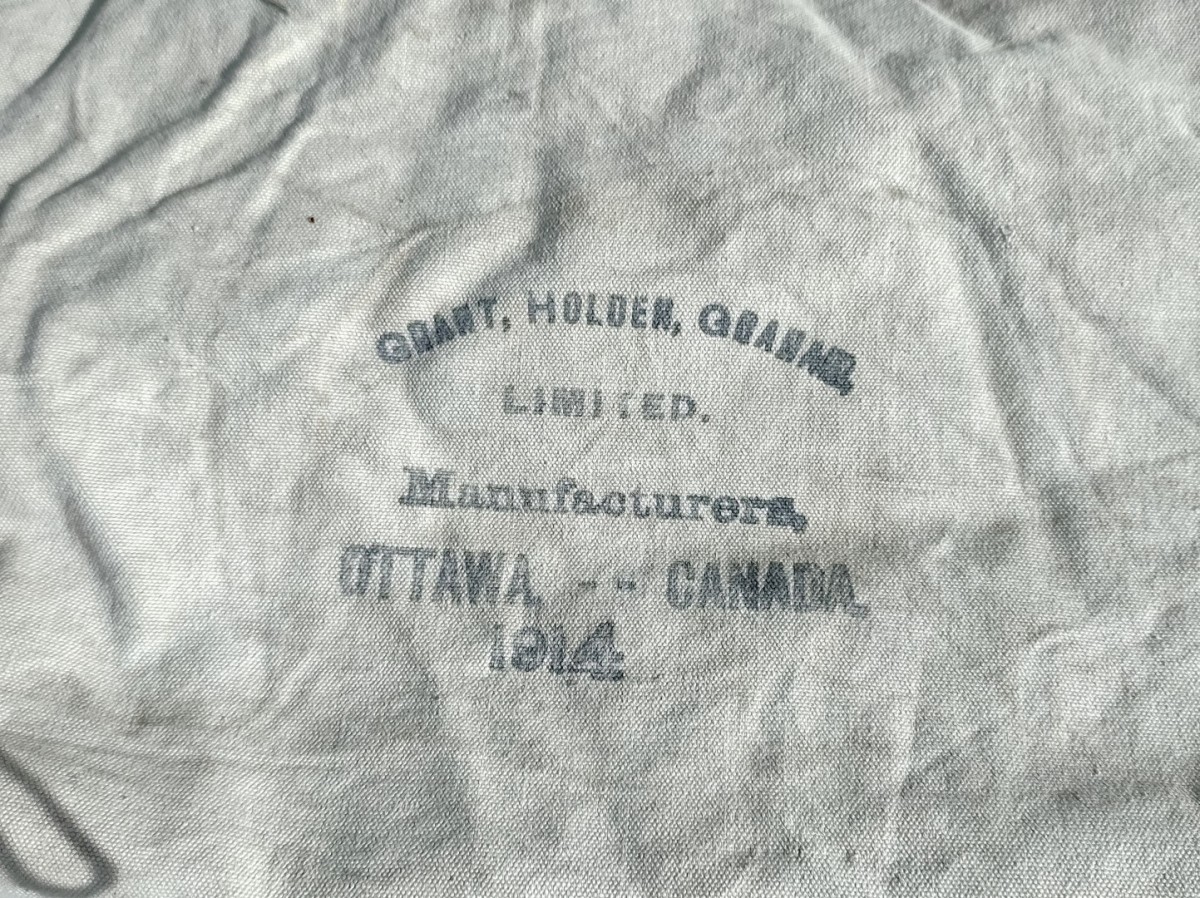 GRANT, HOLDEN, GRAHAM,
LIMITED.
Manufacturers,
OTTAWA, - - CANADA,
1914